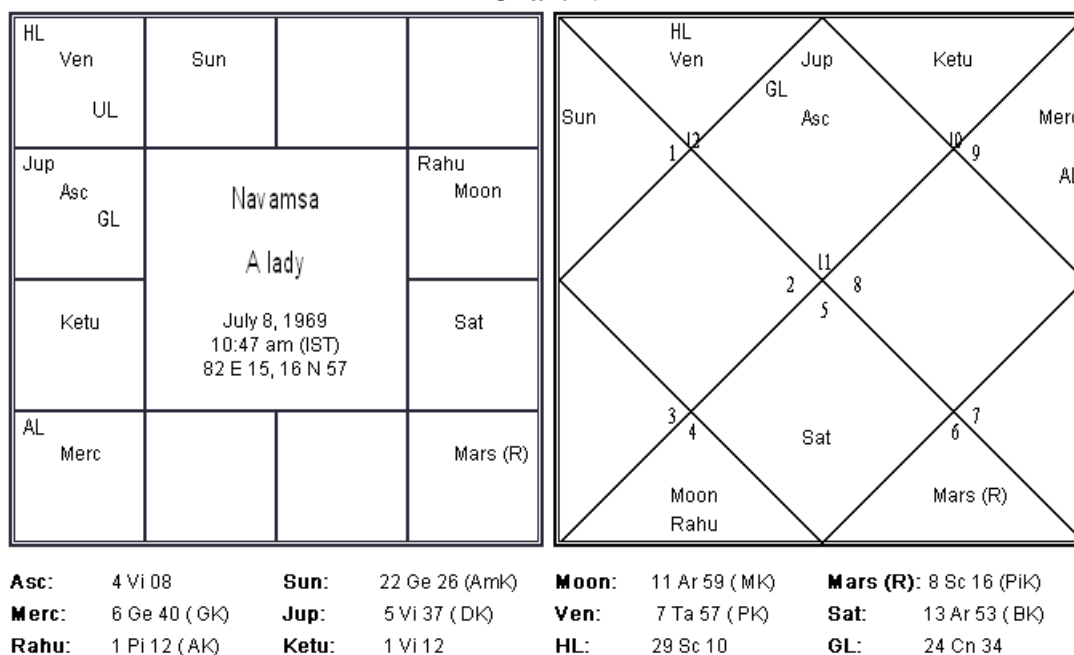 HL
Ven
UL
Sun
Jup
Asc
GL
Rahu
Moon
Navamsa
A lady
July 8, 1969
10:47 am (IST)
82 E 15, 16 N 57
Ketu
Sat
AL
Merc
Mars (R)
HL
Ven
Jup
GL
Asc
Ketu
Sun
Merc
1 12
10 9
11
2 8
5
3 4
6 7
Sat
Moon
Rahu
Mars (R)
Asc: 4 Vi 08 Sun: 22 Ge 26 (AmK) Moon: 11 Ar 59 (MK) Mars (R): 8 Sc 16 (PiK)
Merc: 6 Ge 40 (GK) Jup: 5 Vi 37 (DK) Ven: 7 Ta 57 (PK) Sat: 13 Ar 53 (BK)
Rahu: 1 Pi 12 (AK) Ketu: 1 Vi 12 HL: 29 Sc 10 GL: 24 Cn 34